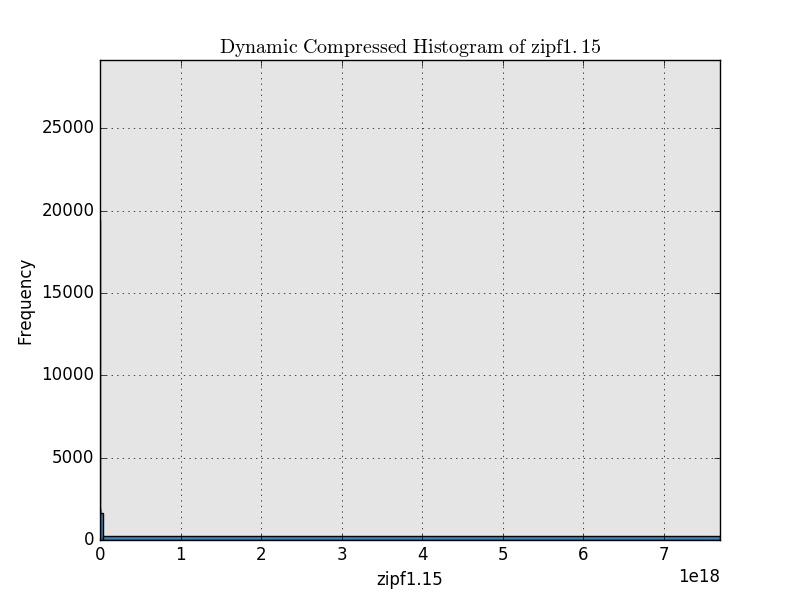 Dynamic Compressed Histogram of zipf1.15
25000
20000
15000
10000
5000
0
Frequency
0 1 2 3 4 5 6 7
1e18
zipf1.15